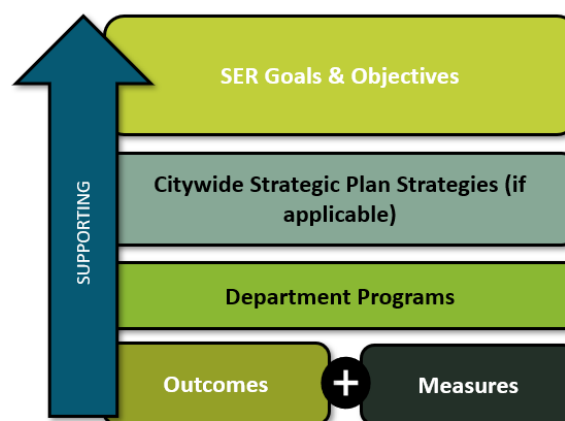 SER Goals & Objectives
SUPPORTING
Citywide Strategic Plan Strategies (if
applicable)
Department Programs
Outcomes + Measures